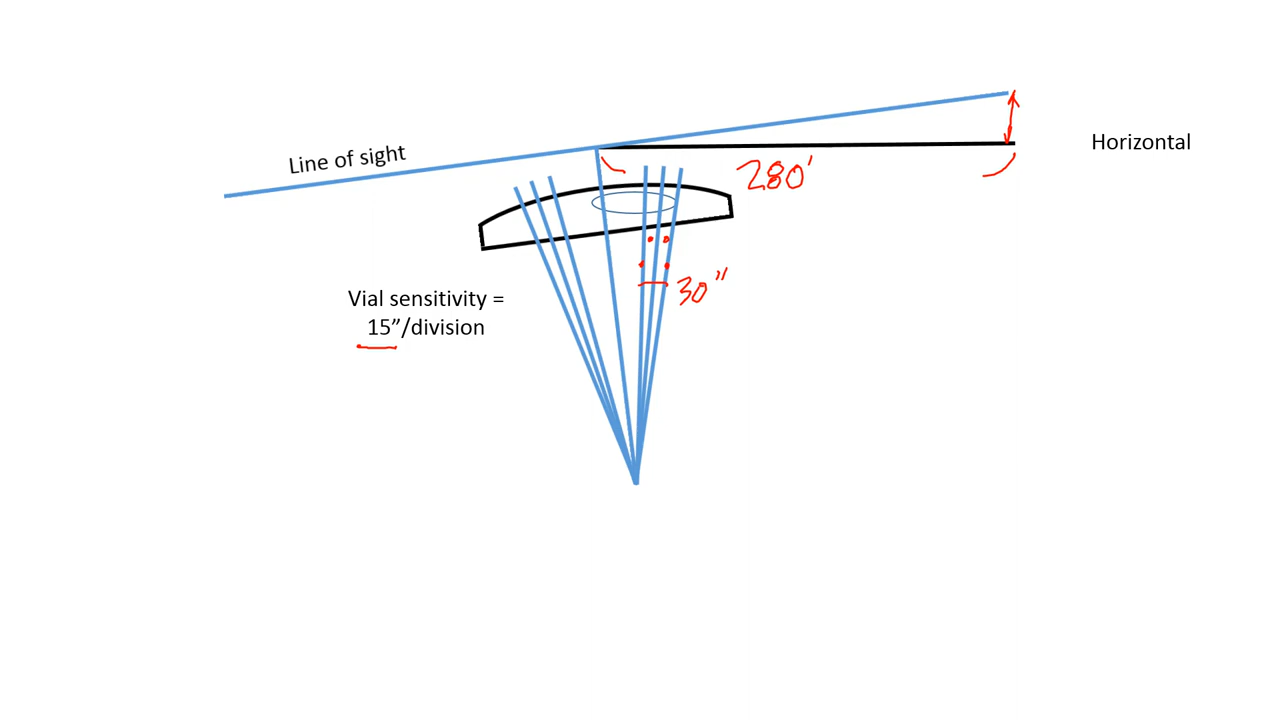 Line of sight
Horizontal
280'
30"
Vial sensitivity =
15”/division